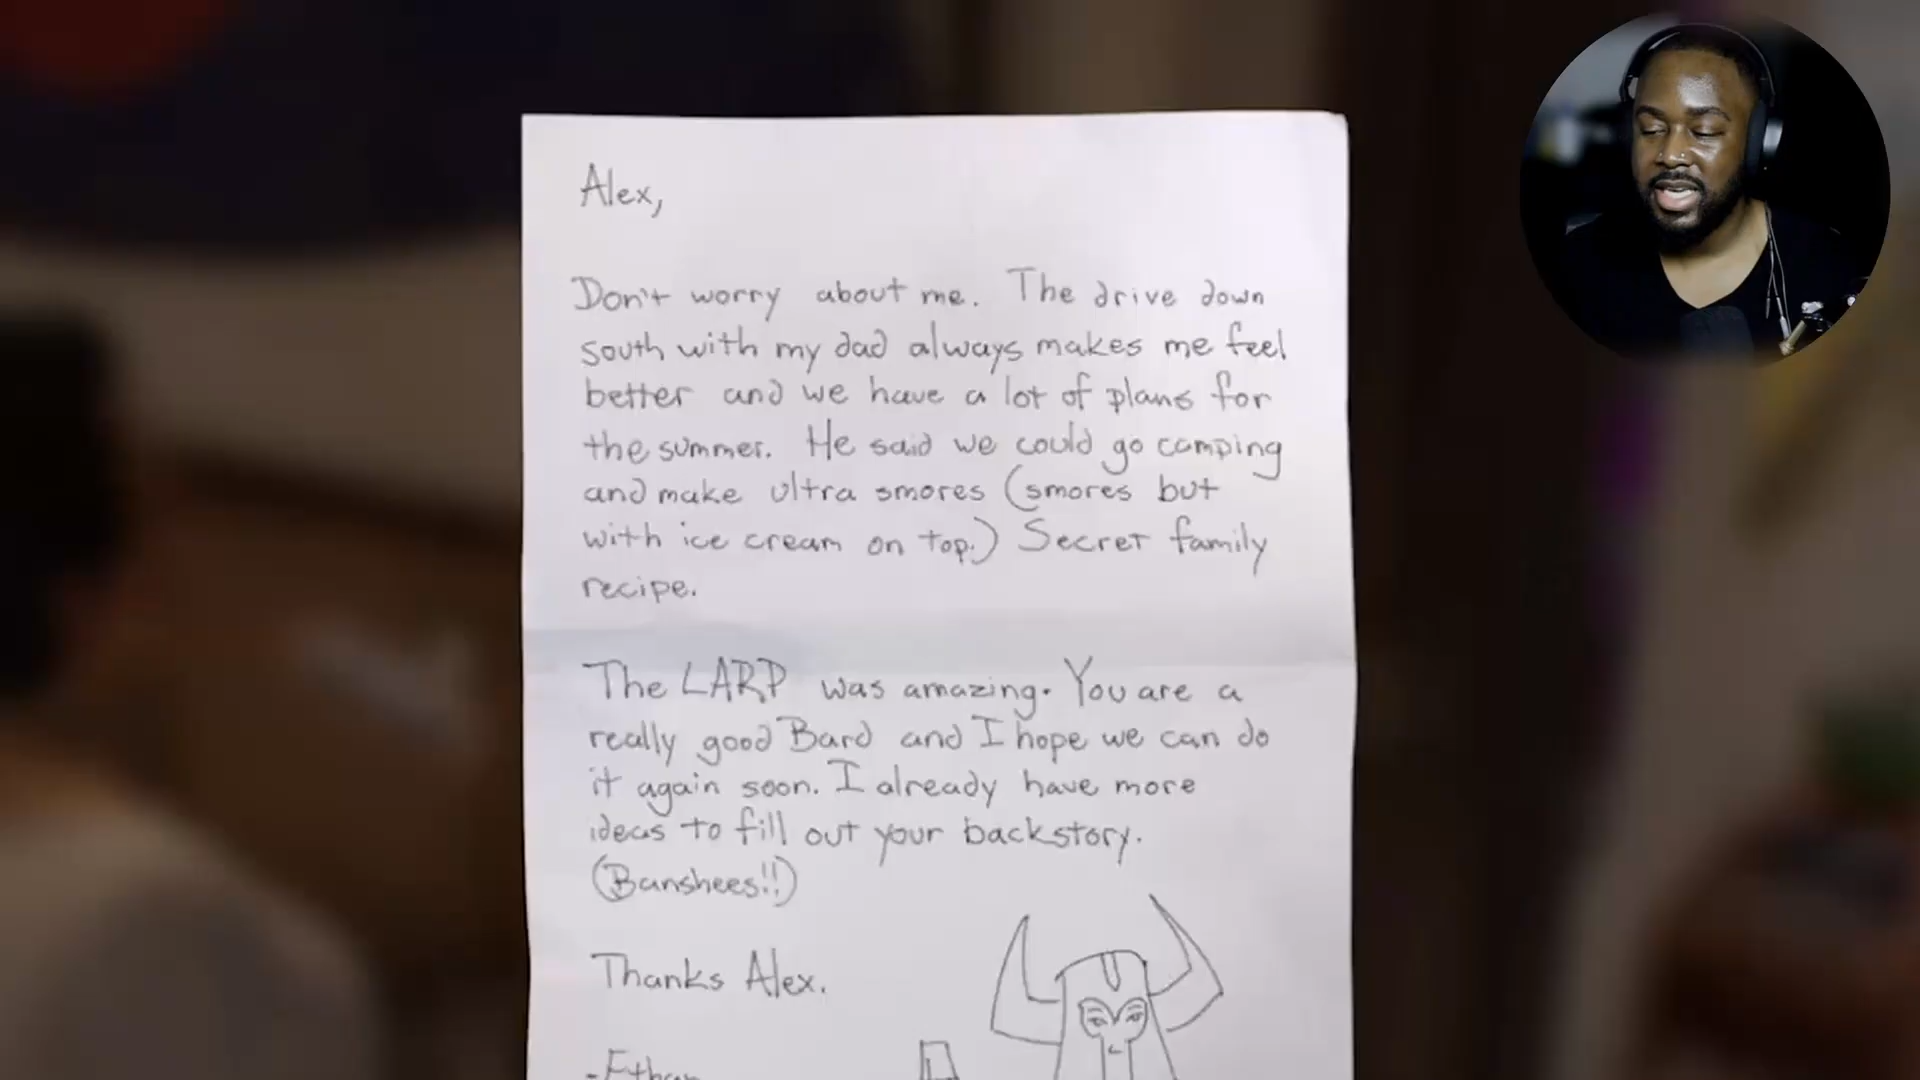 Alex,
Don't worry about me. The drive down
south with my dad always makes me feel
better and we have a lot of plans for
the summer. He said we could go camping
and make ultra smores (smores but
with ice cream on top.) Secret family
recipe.
The LARP was amazing. You are a
really good Bard and I hope we can do
it again soon. I already have more
ideas to fill out your backstory.
(Banshees!!)
Thanks Alex.
-Ethan